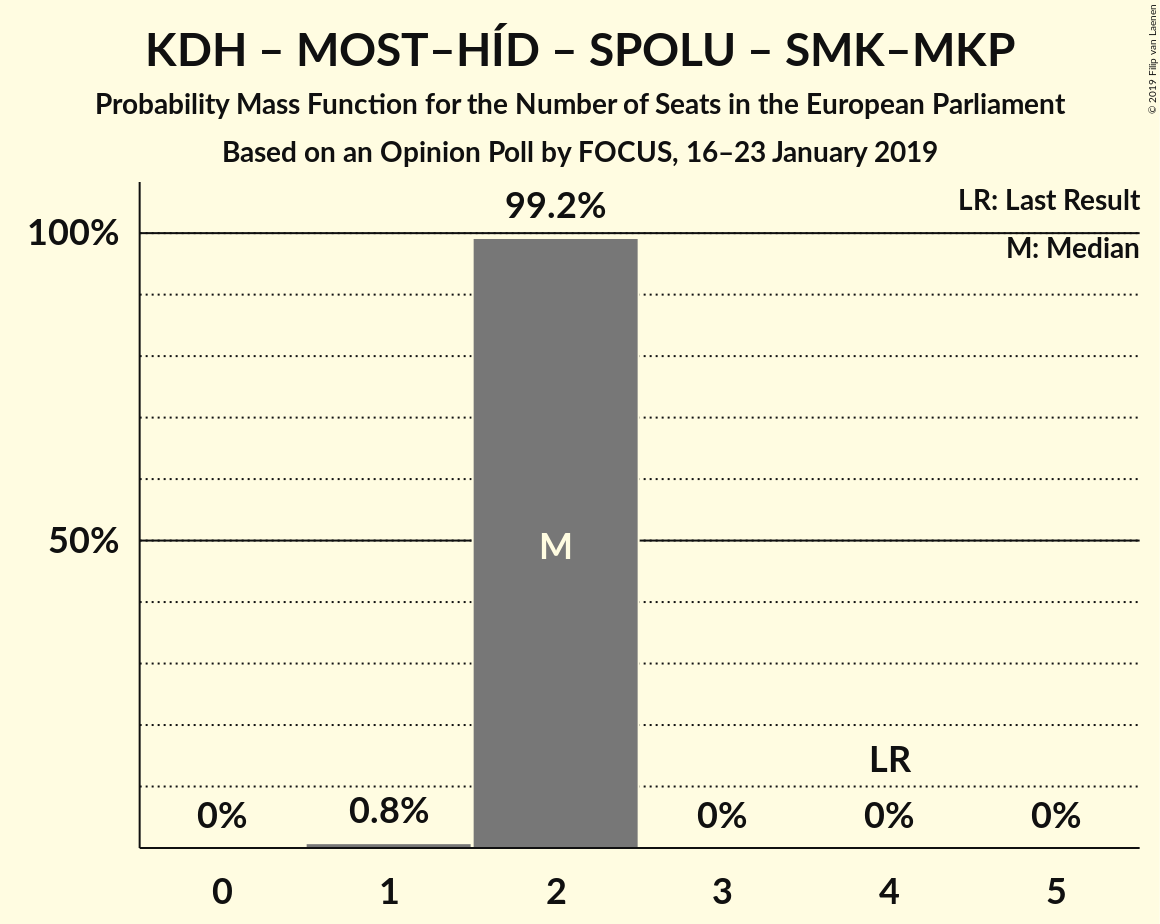 KDH – MOST–HÍD – SPOLU – SMK–MKP
Probability Mass Function for the Number of Seats in the European Parliament
Based on an Opinion Poll by FOCUS, 16–23 January 2019
© 2019 Filip van Laenen
LR: Last Result
M: Median
100%
50%
99.2%
M
LR
0%
0.8%
0%
0%
0%
0
1
2
3
4
5